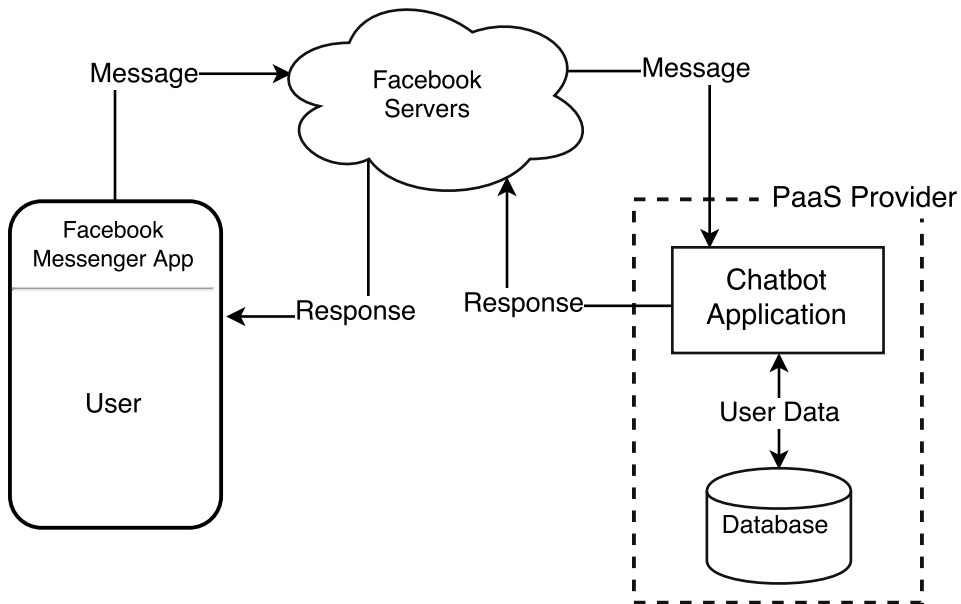 Message
Facebook
Servers
Message
PaaS Provider
Facebook
Messenger App
Response
Response
Chatbot
Application
User
User Data
Database